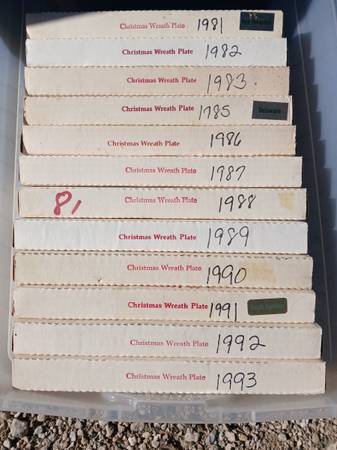 Christmas Wreath Plate 1981
Christmas Wreath Plate 1982
Christmas Wreath Plate 1983
Christmas Wreath Plate 1785 Delaware
Christmas Wreath Plate 1986
Christmas Wreath Plate 1987
81 Christmas Wreath Plate 1988
Christmas Wreath Plate 1989
Christmas Wreath Plate 1990
Christmas Wreath Plate 1991
Christmas Wreath Plate 1992
Christmas Wreath Plate 1993